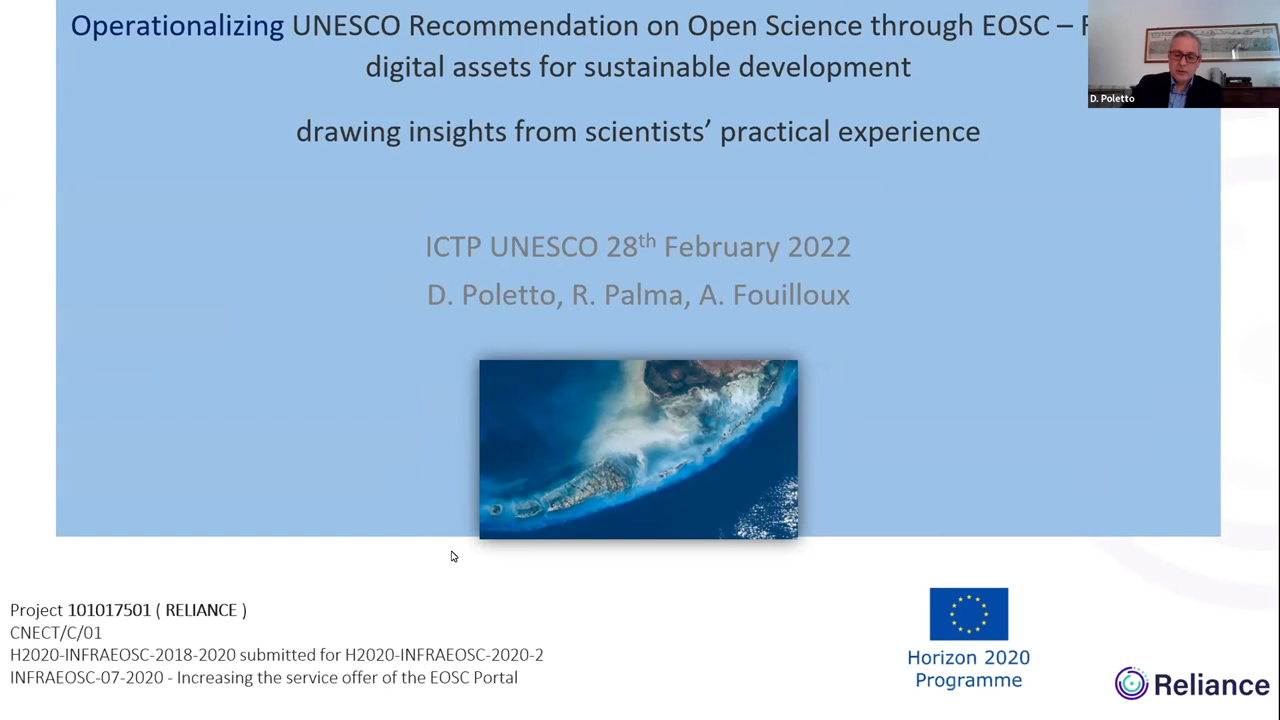 Operationalizing UNESCO Recommendation on Open Science through EOSC –
digital assets for sustainable development
drawing insights from scientists’ practical experience
D. Poletto
ICTP UNESCO 28th February 2022
D. Poletto, R. Palma, A. Fouilloux
Project 101017501 ( RELIANCE )
CNECT/C/01
H2020-INFRAEOSC-2018-2020 submitted for H2020-INFRAEOSC-2020-2
INFRAEOSC-07-2020 - Increasing the service offer of the EOSC Portal
Horizon 2020
Programme
Reliance